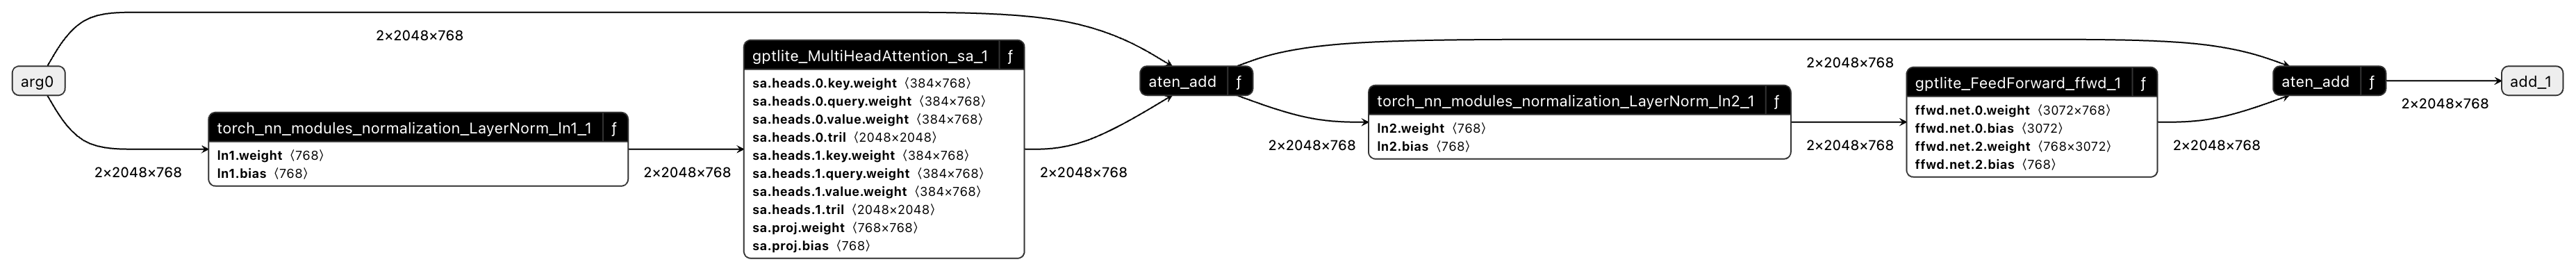 arg0
2×2048×768
2×2048×768
torch_nn_modules_normalization_LayerNorm_ln1_1 ƒ
ln1.weight ⟨768⟩
ln1.bias ⟨768⟩
2×2048×768
gptlite_MultiHeadAttention_sa_1 ƒ
sa.heads.0.key.weight ⟨384×768⟩
sa.heads.0.query.weight ⟨384×768⟩
sa.heads.0.value.weight ⟨384×768⟩
sa.heads.0.tril ⟨2048×2048⟩
sa.heads.1.key.weight ⟨384×768⟩
sa.heads.1.query.weight ⟨384×768⟩
sa.heads.1.value.weight ⟨384×768⟩
sa.heads.1.tril ⟨2048×2048⟩
sa.proj.weight ⟨768×768⟩
sa.proj.bias ⟨768⟩
2×2048×768
aten_add ƒ
2×2048×768
2×2048×768
torch_nn_modules_normalization_LayerNorm_ln2_1 ƒ
ln2.weight ⟨768⟩
ln2.bias ⟨768⟩
2×2048×768
gptlite_FeedForward_ffwd_1 ƒ
ffwd.net.0.weight ⟨3072×768⟩
ffwd.net.0.bias ⟨3072⟩
ffwd.net.2.weight ⟨768×3072⟩
ffwd.net.2.bias ⟨768⟩
2×2048×768
aten_add ƒ
2×2048×768
add_1